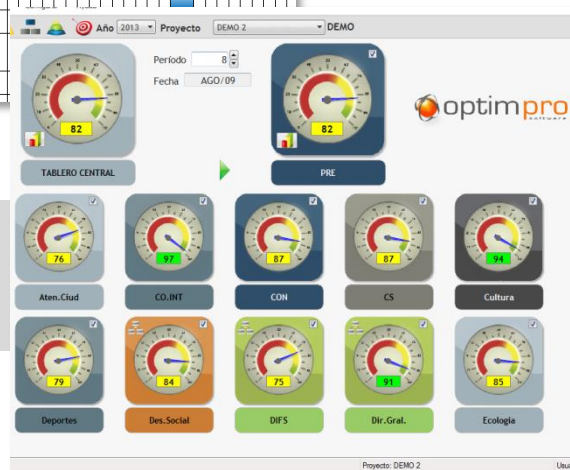 Año 2013 Proyecto DEMO 2 DEMO
Período 8
Fecha AGO/09
optimpro
software
82
82
TABLERO CENTRAL
PRE
76
97
87
87
94
Aten.Ciud
CO.INT
CON
CS
Cultura
79
84
75
91
85
Deportes
Des.Social
DIFS
Dir.Gral.
Ecologia
Proyecto: DEMO 2